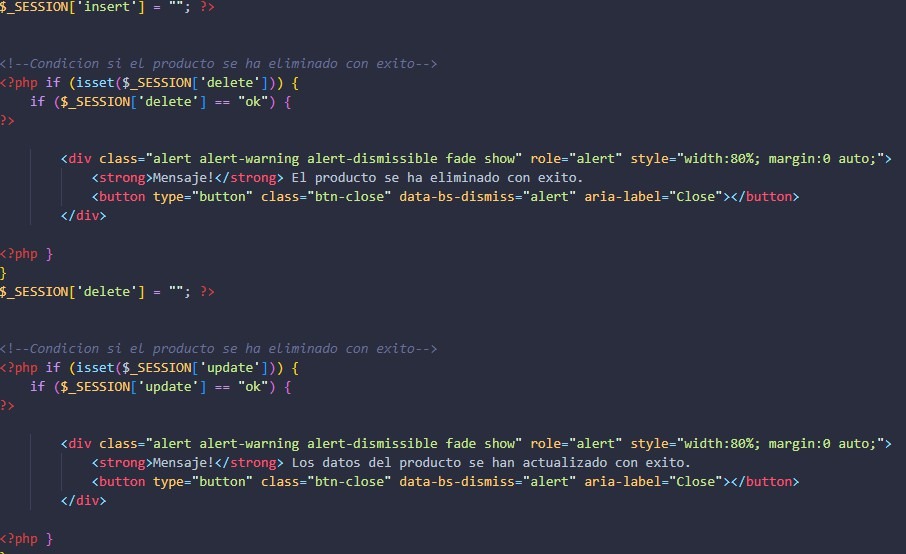 $_SESSION['insert'] = ""; ?>
<!--Condicion si el producto se ha eliminado con exito-->
<?php if (isset($_SESSION['delete'])) {
    if ($_SESSION['delete'] == "ok") {
?>
        <div class="alert alert-warning alert-dismissible fade show" role="alert" style="width:80%; margin:0 auto;">
            <strong>Mensaje!</strong> El producto se ha eliminado con exito.
            <button type="button" class="btn-close" data-bs-dismiss="alert" aria-label="Close"></button>
        </div>
<?php }
}
$_SESSION['delete'] = ""; ?>
<!--Condicion si el producto se ha eliminado con exito-->
<?php if (isset($_SESSION['update'])) {
    if ($_SESSION['update'] == "ok") {
?>
        <div class="alert alert-warning alert-dismissible fade show" role="alert" style="width:80%; margin:0 auto;">
            <strong>Mensaje!</strong> Los datos del producto se han actualizado con exito.
            <button type="button" class="btn-close" data-bs-dismiss="alert" aria-label="Close"></button>
        </div>
<?php }